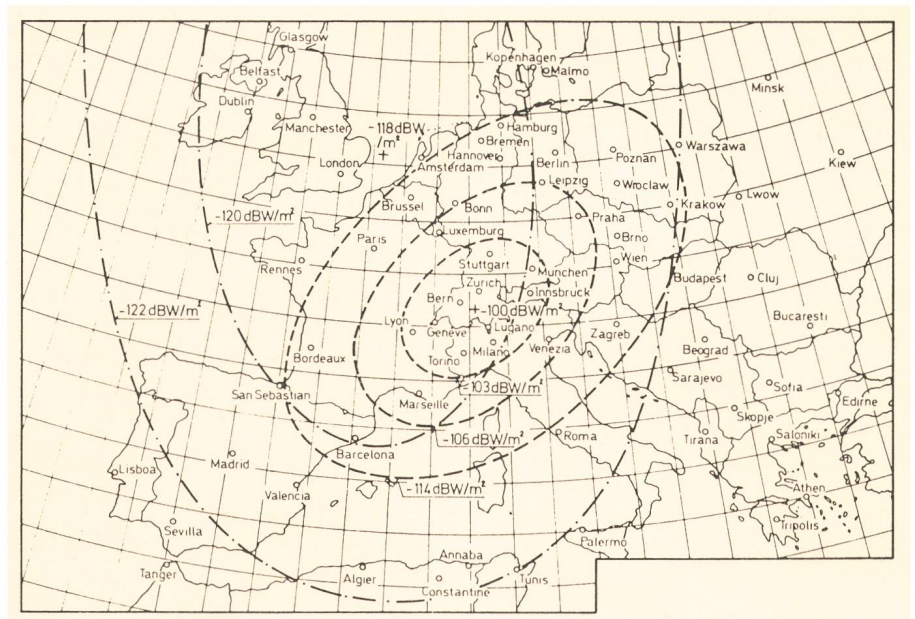 Glasgow
Kopenhagen
Malmo
Belfast
Minsk
Dublin
Manchester
-118dBW
/m²
Hamburg
Bremen
Warszawa
Hannover
Kiew
London
Amsterdam
Berlin
Poznan
Leipzig
Wroclaw
Lwow
Brussel
Bonn
Krakow
-120dBW/m²
Praha
Luxemburg
Paris
Brno
Rennes
Wien
Stuttgart
München
Budapest
Cluj
Zürich
Innsbruck
Bern
-100dBW/m²
-122dBW/m²
Lyon
Genève
Lugano
Zagreb
Bucaresti
Milano
Venezia
Beograd
Bordeaux
Torino
Sarajevo
-103dBW/m²
Sofia
San Sebastian
Marseille
Edirne
Skopje
-106dBW/m²
Roma
Tirana
Saloniki
Barcelona
Madrid
Lisboa
-114dBW/m²
Valencia
Athen
Sevilla
Tripolis
Palermo
Annaba
Tanger
Algier
Tunis
Constantine